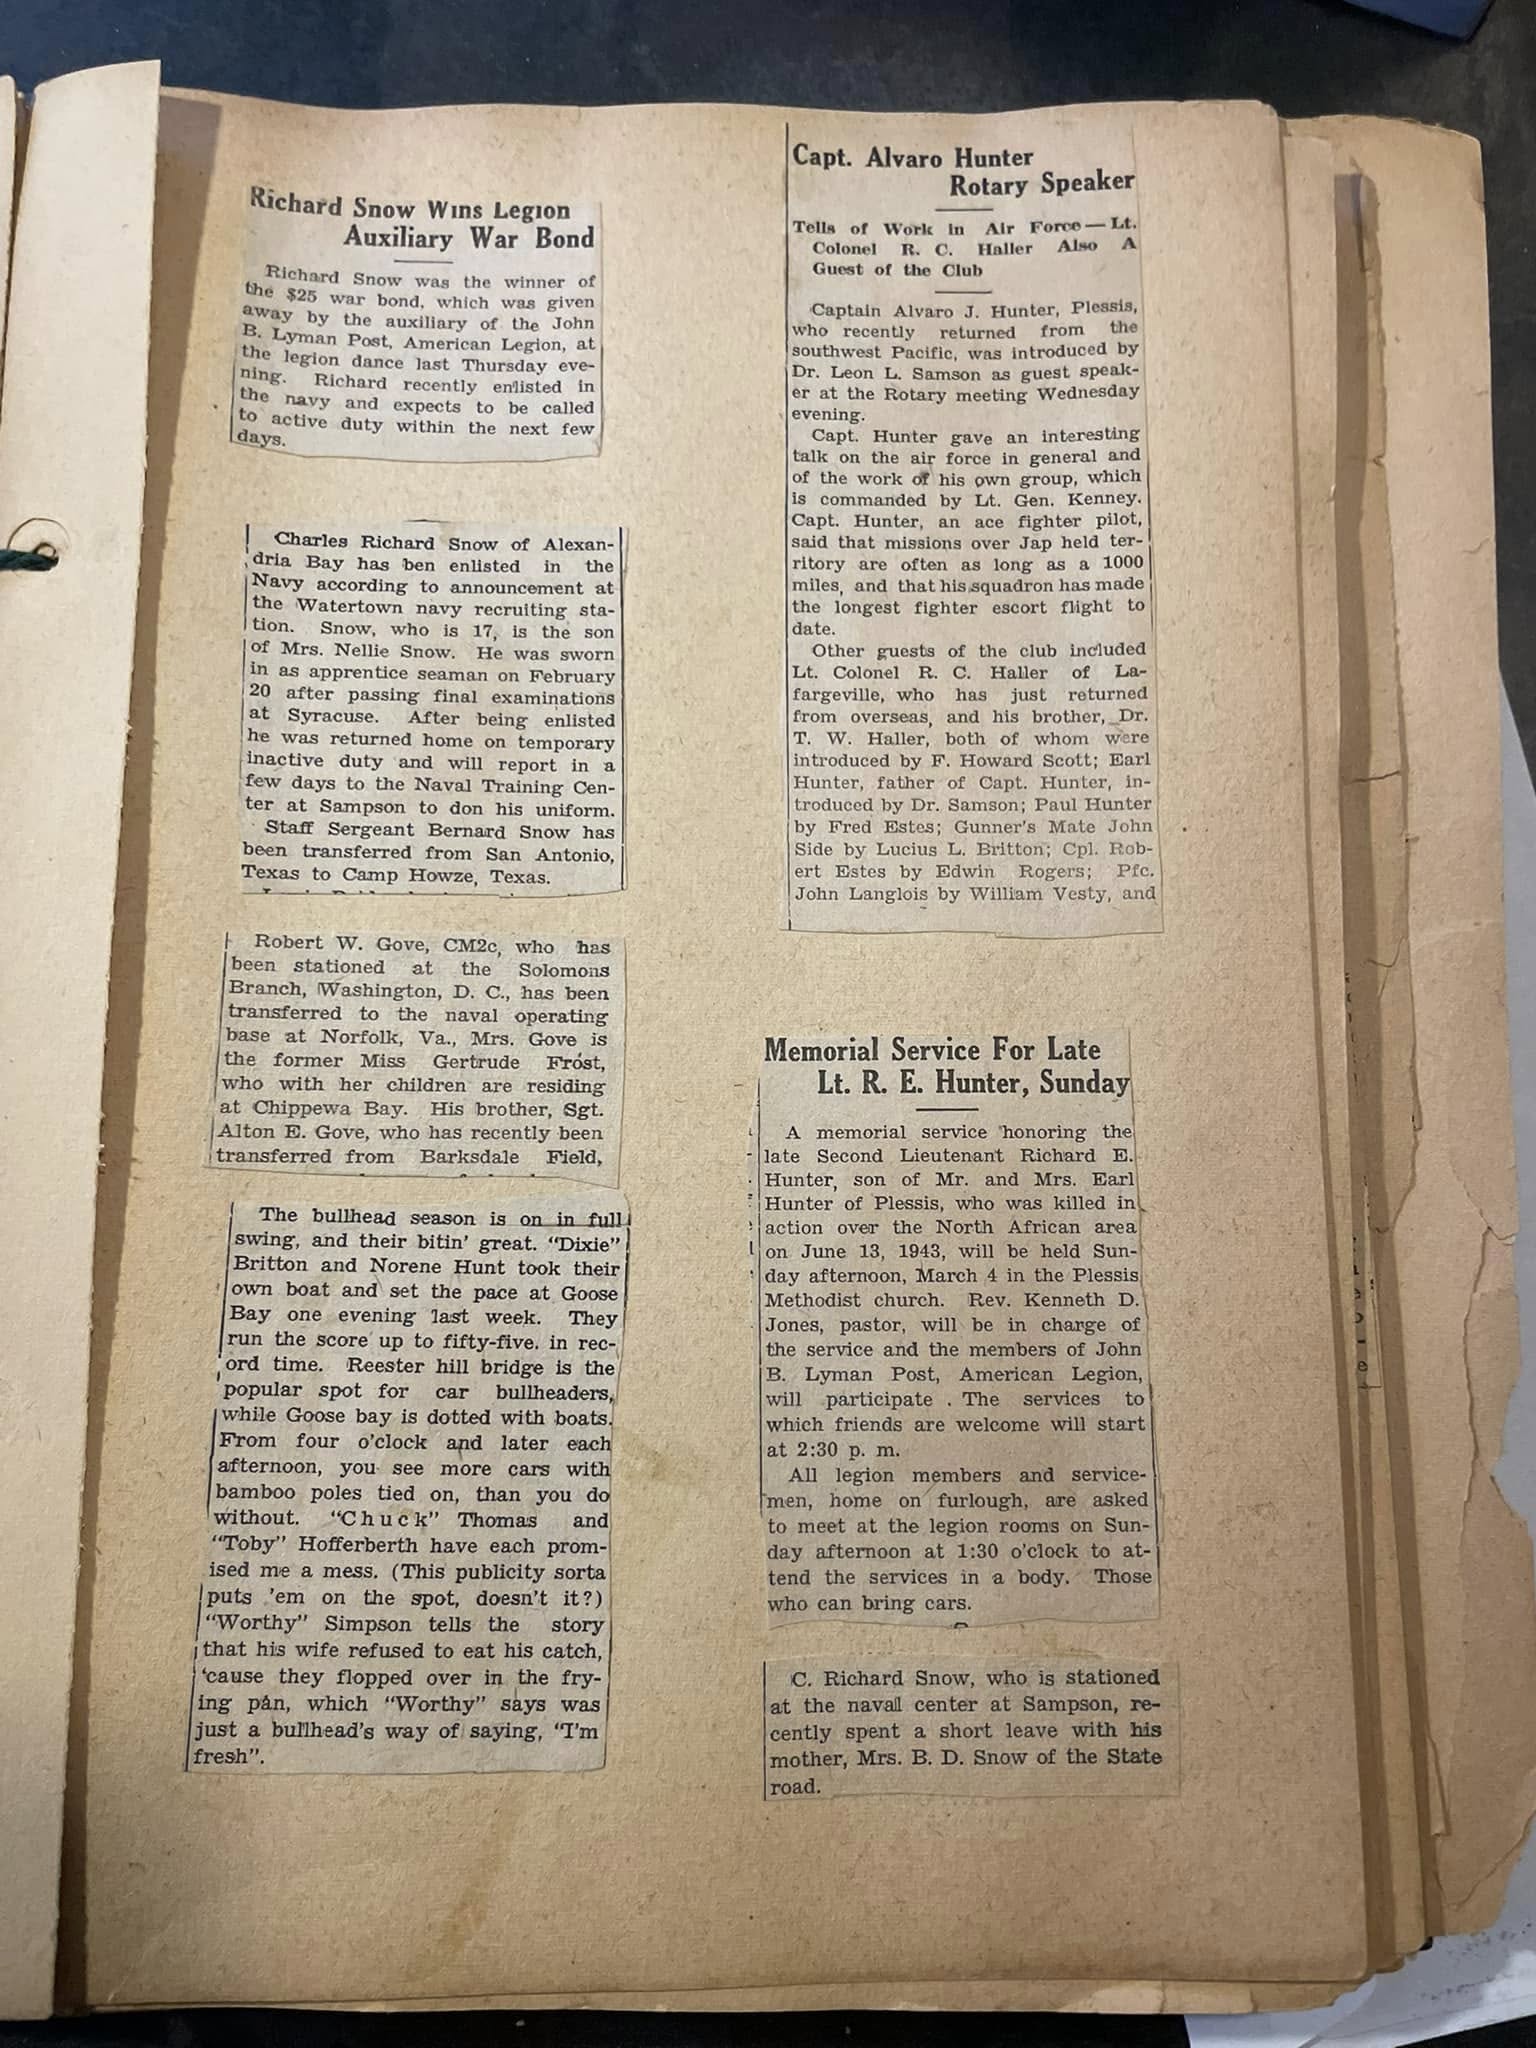 Richard Snow Wins Legion
Auxiliary War Bond
Richard Snow was the winner of
the $25 war bond, which was given
away by the auxiliary of the John
B. Lyman Post, American Legion, at
the legion dance last Thursday eve-
ning. Richard recently enlisted in
the navy and expects to be called
to active duty within the next few
days.
Charles Richard Snow of Alexan-
dria Bay has ben enlisted in the
Navy according to announcement at
the Watertown navy recruiting sta-
tion. Snow, who is 17, is the son
of Mrs. Nellie Snow. He was sworn
in as apprentice seaman on February
20 after passing final examinations
at Syracuse. After being enlisted
he was returned home on temporary
inactive duty and will report in a
few days to the Naval Training Cen-
ter at Sampson to don his uniform.
Staff Sergeant Bernard Snow has
been transferred from San Antonio,
Texas to Camp Howze, Texas.
Robert W. Gove, CM2c, who has
been stationed at the Solomons
Branch, Washington, D. C., has been
transferred to the naval operating
base at Norfolk, Va., Mrs. Gove is
the former Miss Gertrude Frost,
who with her children are residing
at Chippewa Bay. His brother, Sgt.
Alton E. Gove, who has recently been
transferred from Barksdale Field,
The bullhead season is on in full
swing, and their bitin' great. "Dixie"
Britton and Norene Hunt took their
own boat and set the pace at Goose
Bay one evening last week. They
run the score up to fifty-five. in rec-
ord time. Reester hill bridge is the
popular spot for car bullheaders,
while Goose bay is dotted with boats.
From four o'clock and later each
afternoon, you see more cars with
bamboo poles tied on, than you do
without. "Chuck" Thomas and
"Toby" Hofferberth have each prom-
ised me a mess. (This publicity sorta
puts 'em on the spot, doesn't it?)
"Worthy" Simpson tells the story
that his wife refused to eat his catch,
'cause they flopped over in the fry-
ing pan, which "Worthy" says was
just a bullhead's way of saying, "I'm
fresh".
Capt. Alvaro Hunter
Rotary Speaker
Tells of Work in Air Force—Lt.
Colonel R. C. Haller Also A
Guest of the Club
Captain Alvaro J. Hunter, Plessis,
who recently returned from the
southwest Pacific, was introduced by
Dr. Leon L. Samson as guest speak-
er at the Rotary meeting Wednesday
evening.
Capt. Hunter gave an interesting
talk on the air force in general and
of the work of his own group, which
is commanded by Lt. Gen. Kenney.
Capt. Hunter, an ace fighter pilot,
said that missions over Jap held ter-
ritory are often as long as a 1000
miles, and that his squadron has made
the longest fighter escort flight to
date.
Other guests of the club included
Lt. Colonel R. C. Haller of La-
fargeville, who has just returned
from overseas, and his brother, Dr.
T. W. Haller, both of whom were
introduced by F. Howard Scott; Earl
Hunter, father of Capt. Hunter, in-
troduced by Dr. Samson; Paul Hunter
by Fred Estes; Gunner's Mate John
Side by Lucius L. Britton; Cpl. Rob-
ert Estes by Edwin Rogers; Pfc.
John Langlois by William Vesty, and
Memorial Service For Late
Lt. R. E. Hunter, Sunday
A memorial service honoring the
late Second Lieutenant Richard E.
Hunter, son of Mr. and Mrs. Earl
Hunter of Plessis, who was killed in
action over the North African area
on June 13, 1943, will be held Sun-
day afternoon, March 4 in the Plessis
Methodist church. Rev. Kenneth D.
Jones, pastor, will be in charge of
the service and the members of John
B. Lyman Post, American Legion,
will participate . The services to
which friends are welcome will start
at 2:30 p. m.
All legion members and service-
men, home on furlough, are asked
to meet at the legion rooms on Sun-
day afternoon at 1:30 o'clock to at-
tend the services in a body. Those
who can bring cars.
C. Richard Snow, who is stationed
at the naval center at Sampson, re-
cently spent a short leave with his
mother, Mrs. B. D. Snow of the State
road.